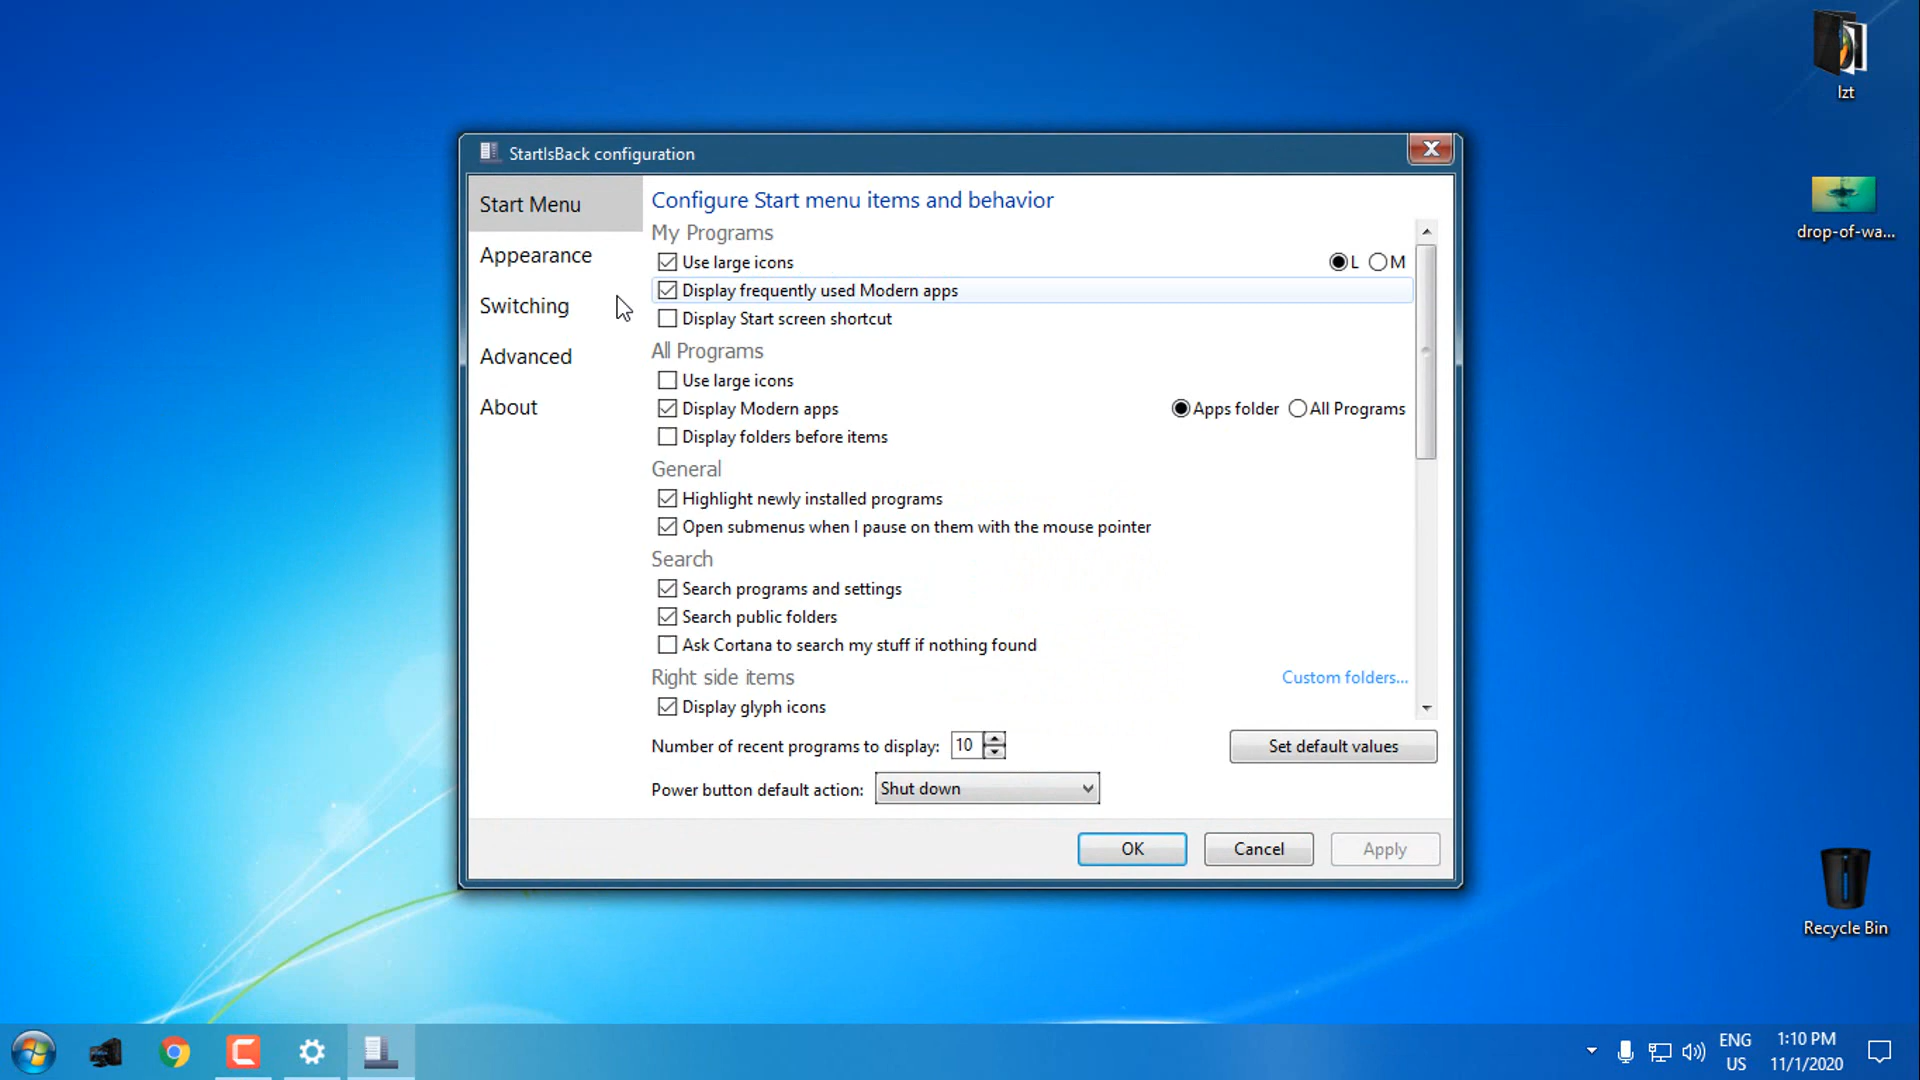 lzt
drop-of-wa...
StartIsBack configuration
Start Menu
Appearance
Switching
Advanced
About
Configure Start menu items and behavior
My Programs
Use large icons
L
M
Display frequently used Modern apps
Display Start screen shortcut
All Programs
Use large icons
Display Modern apps
Apps folder
All Programs
Display folders before items
General
Highlight newly installed programs
Open submenus when I pause on them with the mouse pointer
Search
Search programs and settings
Search public folders
Ask Cortana to search my stuff if nothing found
Right side items
Custom folders...
Display glyph icons
Number of recent programs to display: 10
Set default values
Power button default action: Shut down
OK
Cancel
Apply
Recycle Bin
ENG
US
1:10 PM
11/1/2020